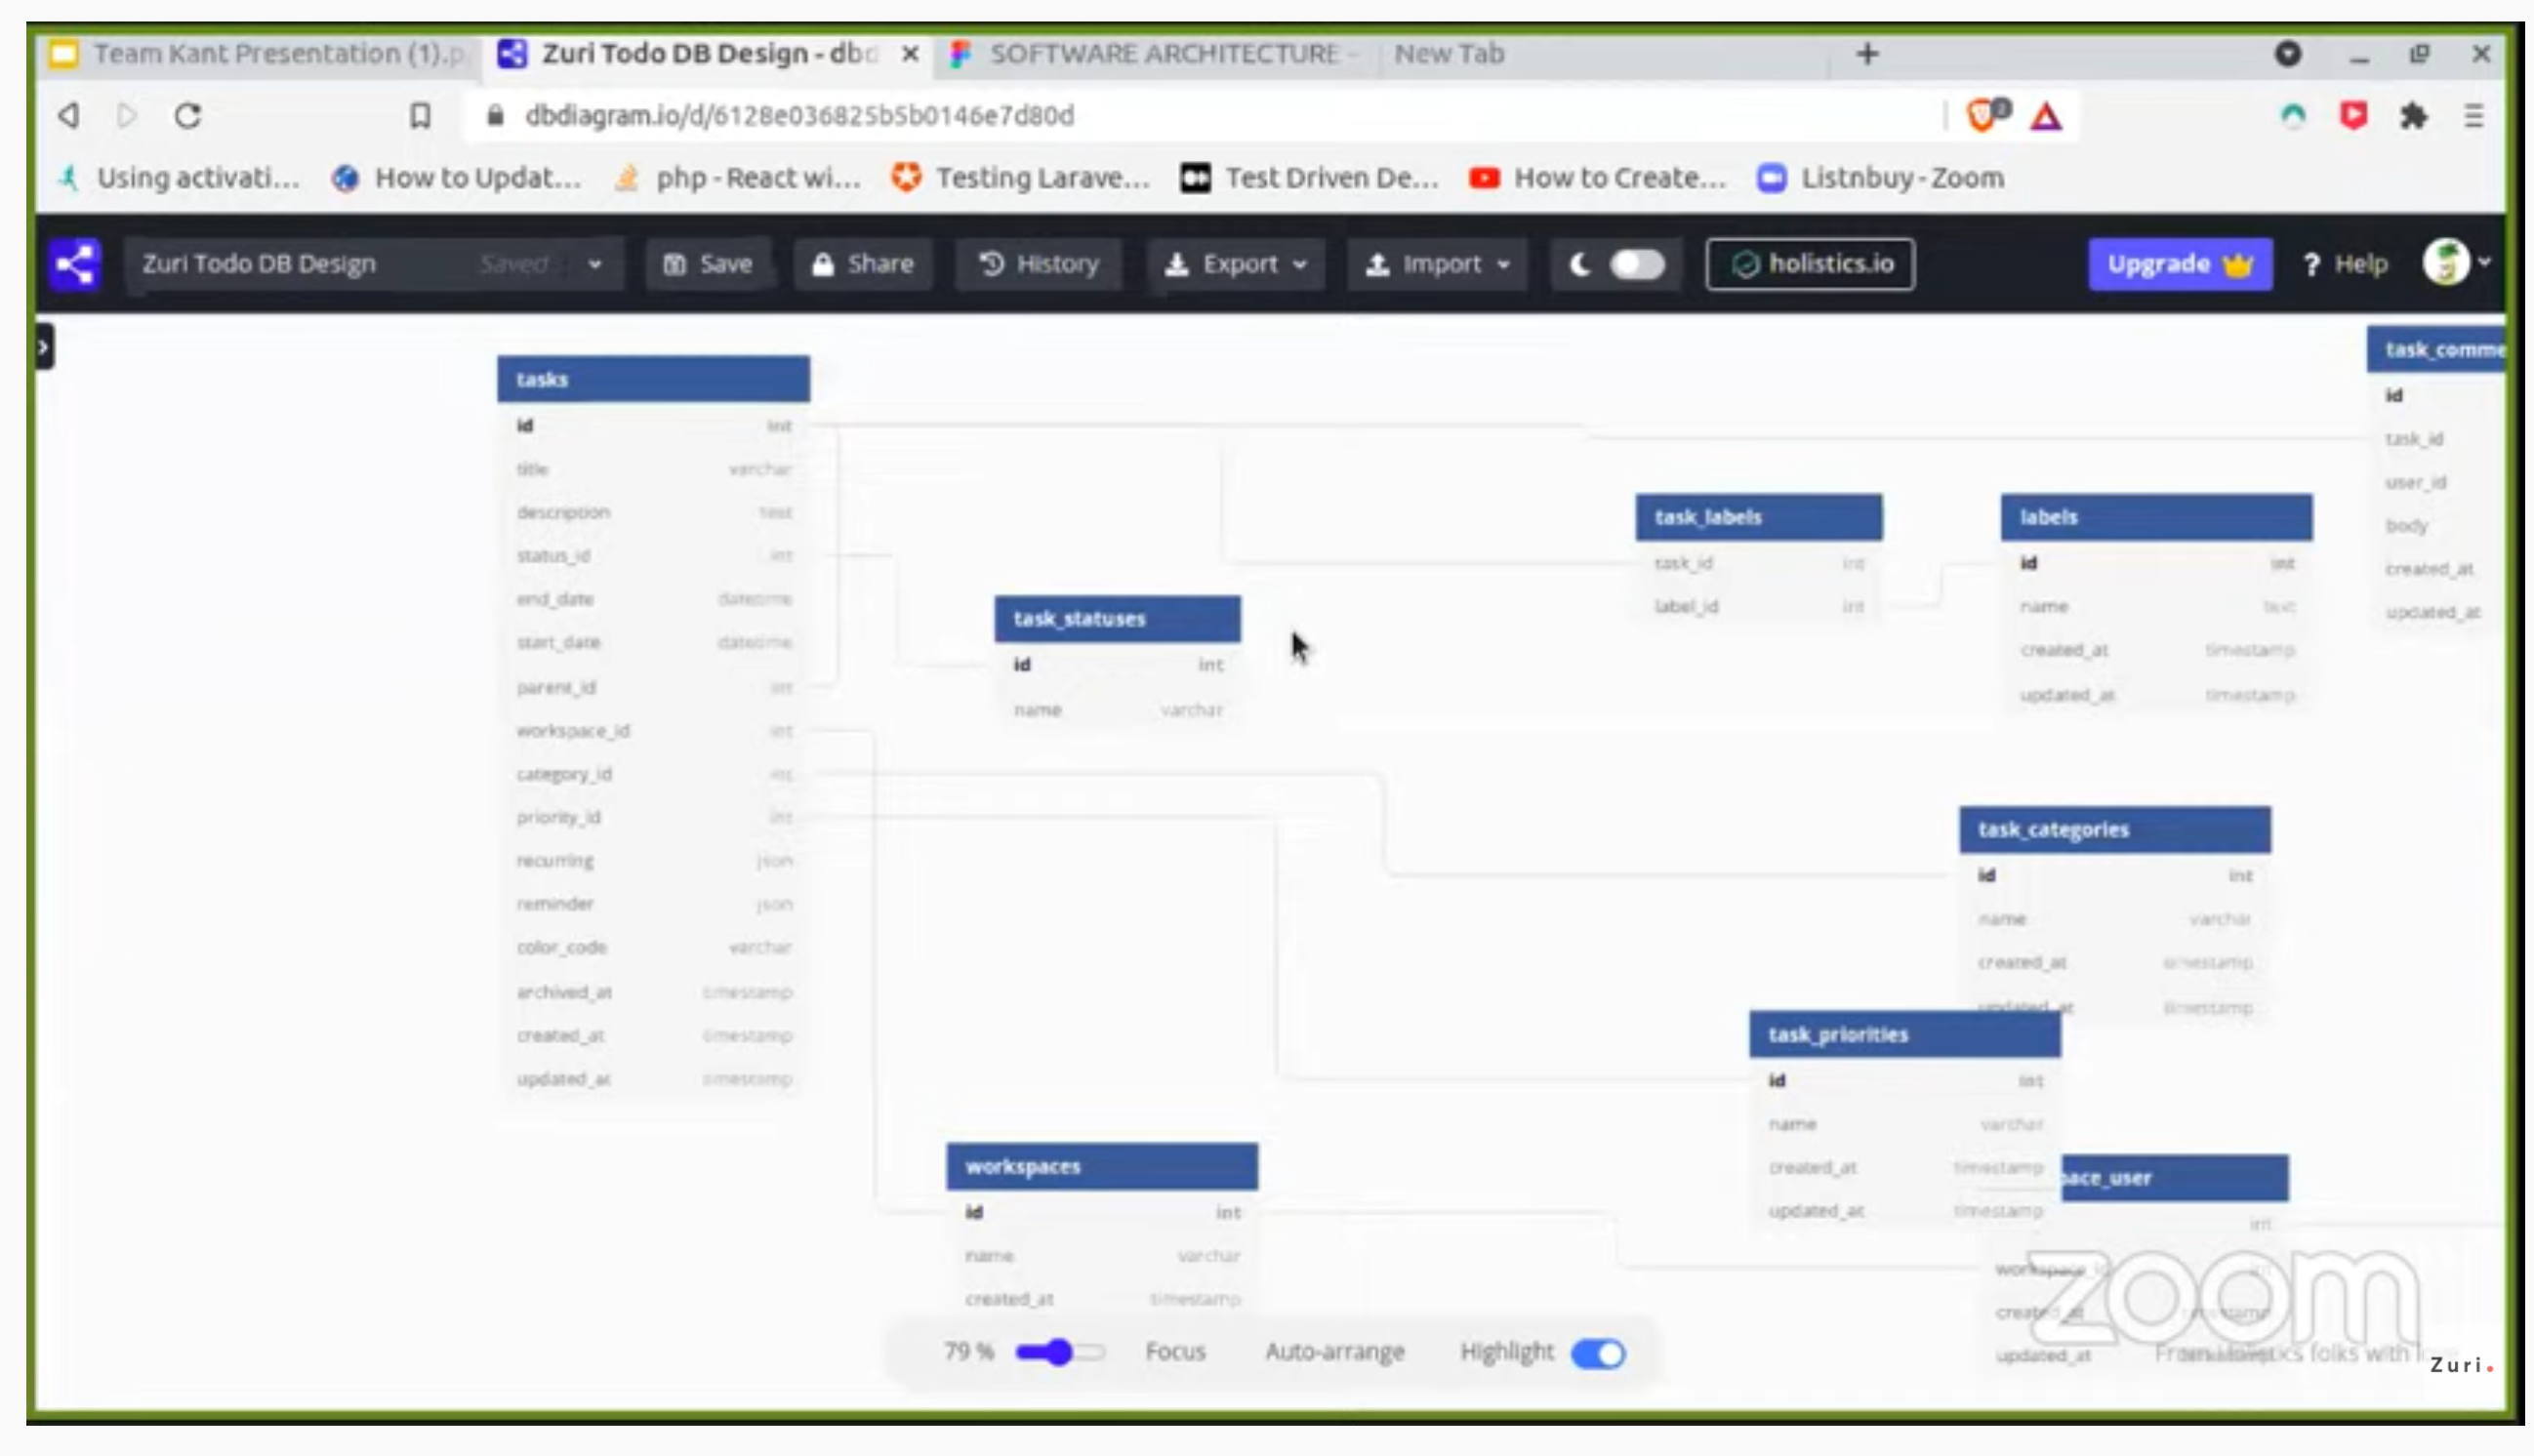 Team Kant Presentation (1).p
Zuri Todo DB Design - dbd
SOFTWARE ARCHITECTURE -
New Tab
dbdiagram.io/d/6128e036825b5b0146e7d80d
2
Using activati...
How to Updat...
php - React wi...
Testing Larave...
Test Driven De...
How to Create...
Listnbuy - Zoom
Zuri Todo DB Design
Saved
Save
Share
History
Export
Import
holistics.io
Upgrade
? Help
tasks
id int
title varchar
description text
status_id int
end_date datetime
start_date datetime
parent_id int
workspace_id int
category_id int
priority_id int
recurring json
reminder json
color_code varchar
archived_at timestamp
created_at timestamp
updated_at timestamp
task_statuses
id int
name varchar
workspaces
id int
name varchar
created_at timestamp
task_labels
task_id int
label_id int
labels
id int
name text
created_at timestamp
updated_at timestamp
task_comme
id
task_id
user_id
body
created_at
updated_at
task_categories
id int
name varchar
created_at timestamp
updated_at timestamp
task_priorities
id int
name varchar
created_at timestamp
updated_at timestamp
pace_user
int
workspace_id int
created_at timestamp
updated_at
79 %
Focus
Auto-arrange
Highlight
zoom
folks with
Zuri.